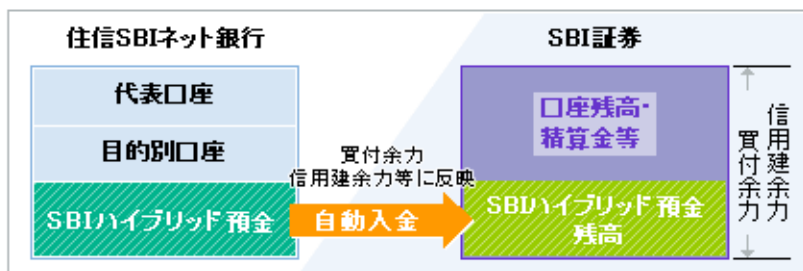 住信SBIネット銀行
代表口座
目的別口座
SBIハイブリッド預金
買付余力
信用建余力等に反映
自動入金
SBI証券
口座残高・
精算金等
SBIハイブリッド預金
残高
信用建余力
買付余力